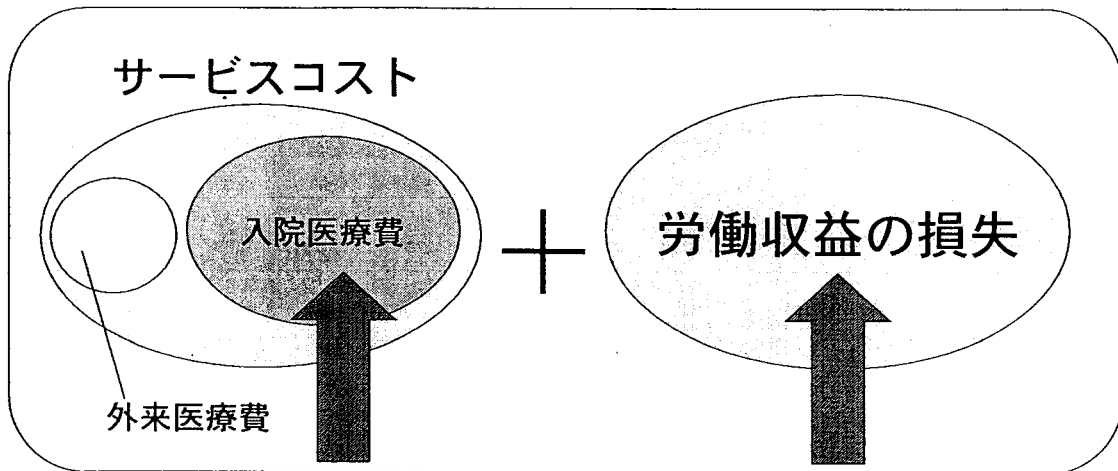 サービスコスト
入院医療費
+
労働収益の損失
外来医療費